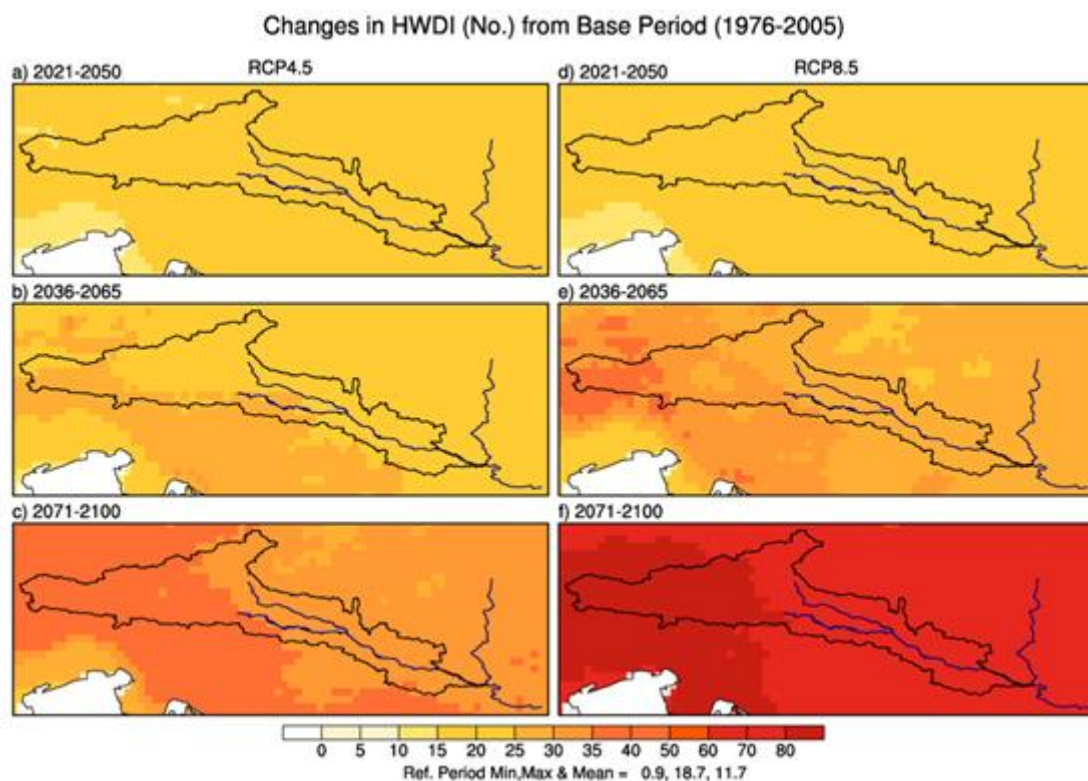 Changes in HWDI (No.) from Base Period (1976-2005)
RCP4.5
RCP8.5
a) 2021-2050
d) 2021-2050
b) 2036-2065
e) 2036-2065
c) 2071-2100
f) 2071-2100
0 5 10 15 20 25 30 35 40 50 60 70 80
Ref. Period Min,Max & Mean = 0.9, 18.7, 11.7